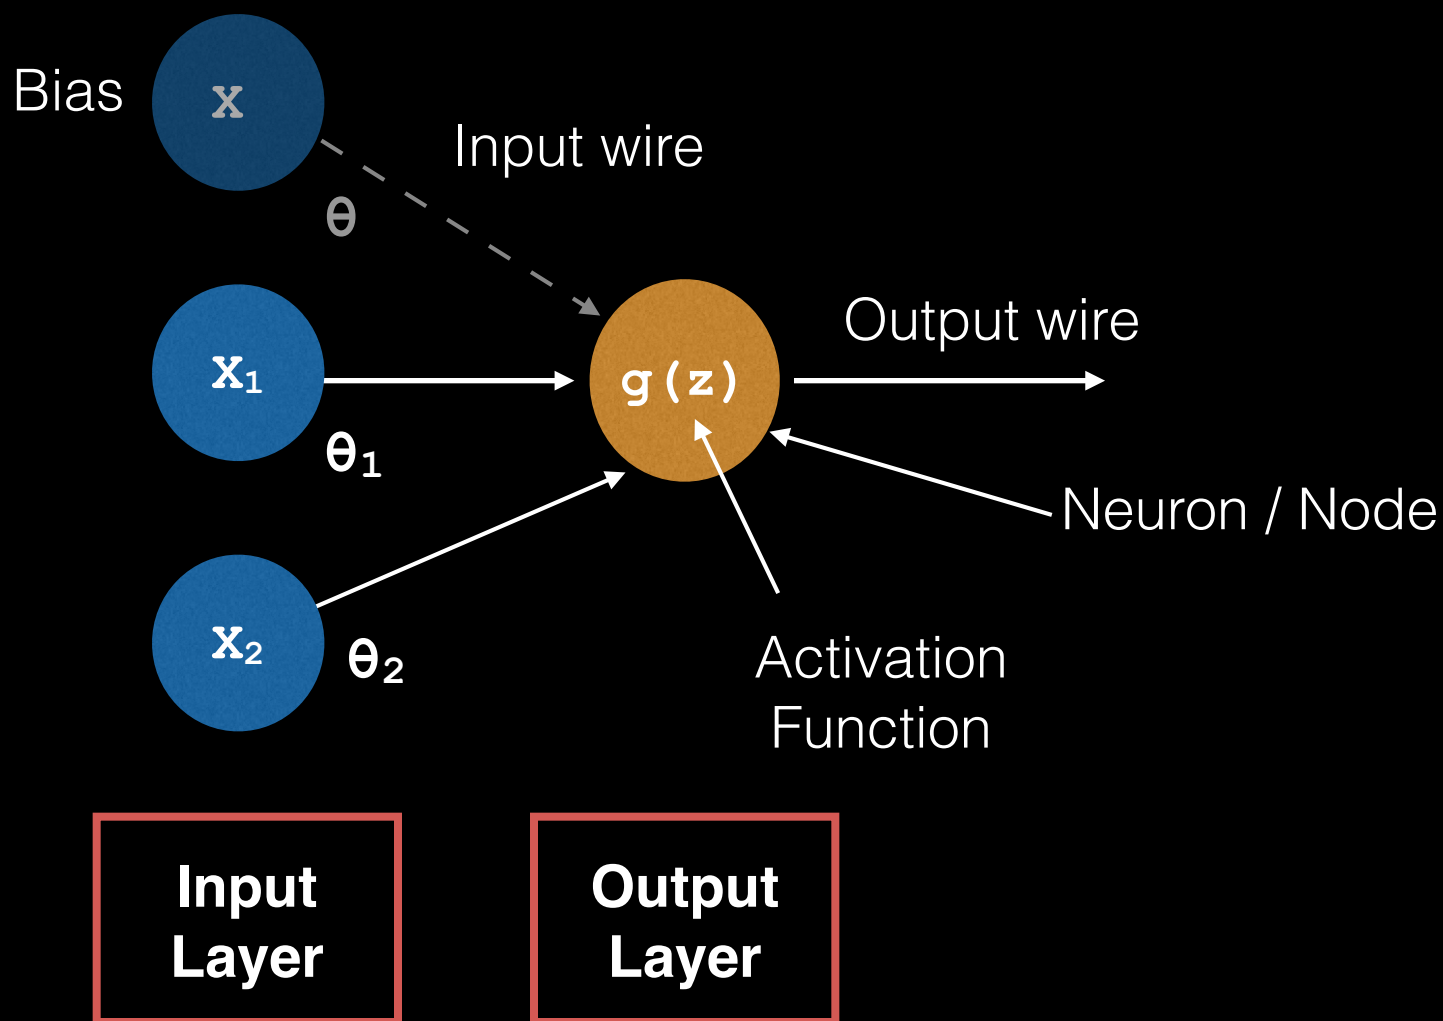 Bias
x
Input wire
θ
Output wire
x₁
g(z)
θ₁
Neuron / Node
x₂
θ₂
Activation
Function
Input
Layer
Output
Layer